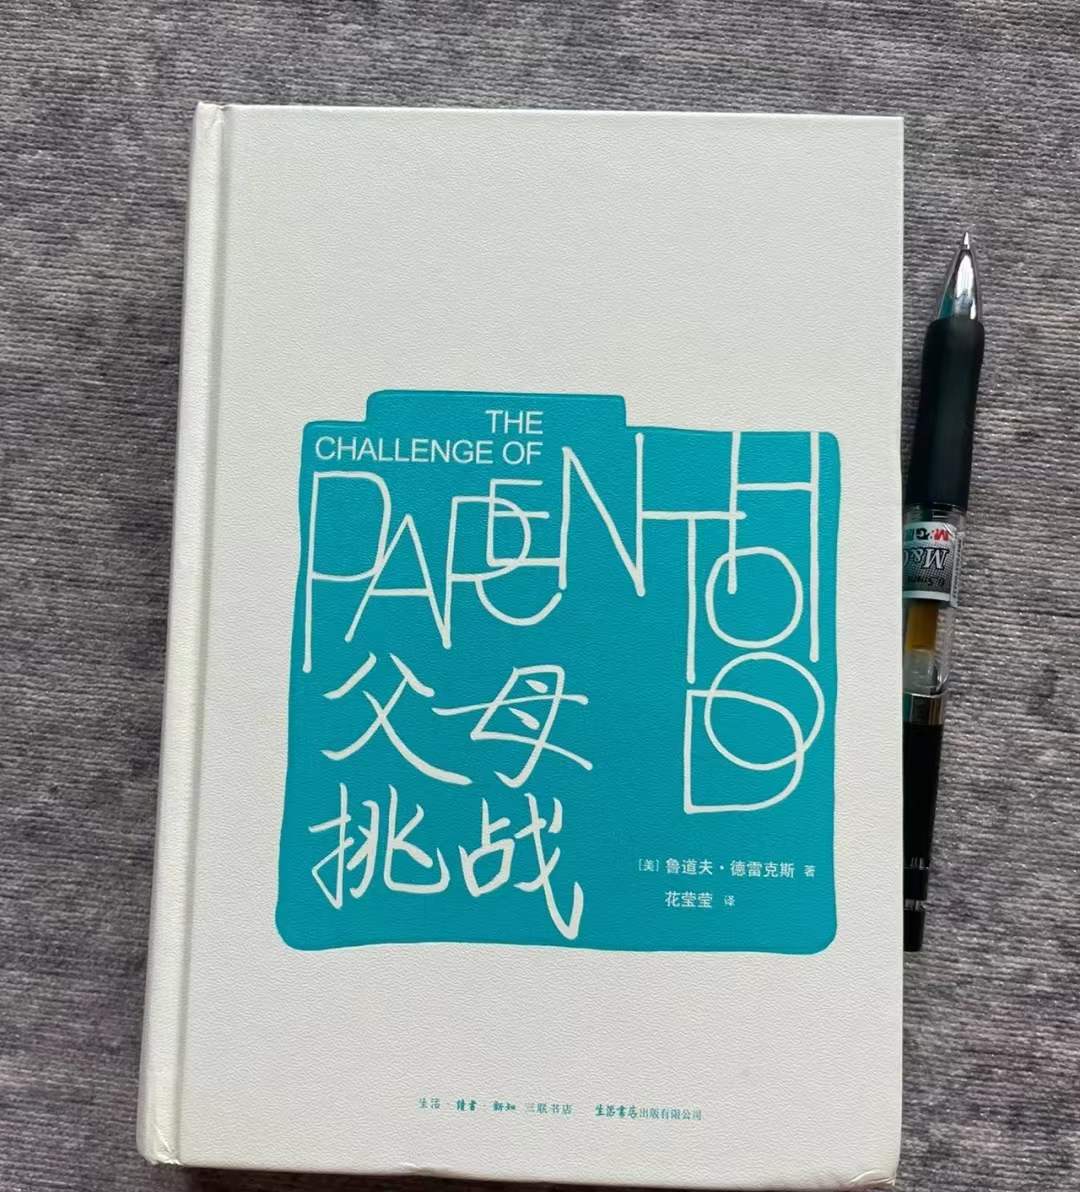 THE
CHALLENGE OF
PARENTHOOD
父母
挑战
[美] 鲁道夫·德雷克斯 著
花莹莹 译
生活·讀書·新知 三联书店 生活書店出版有限公司
M&G